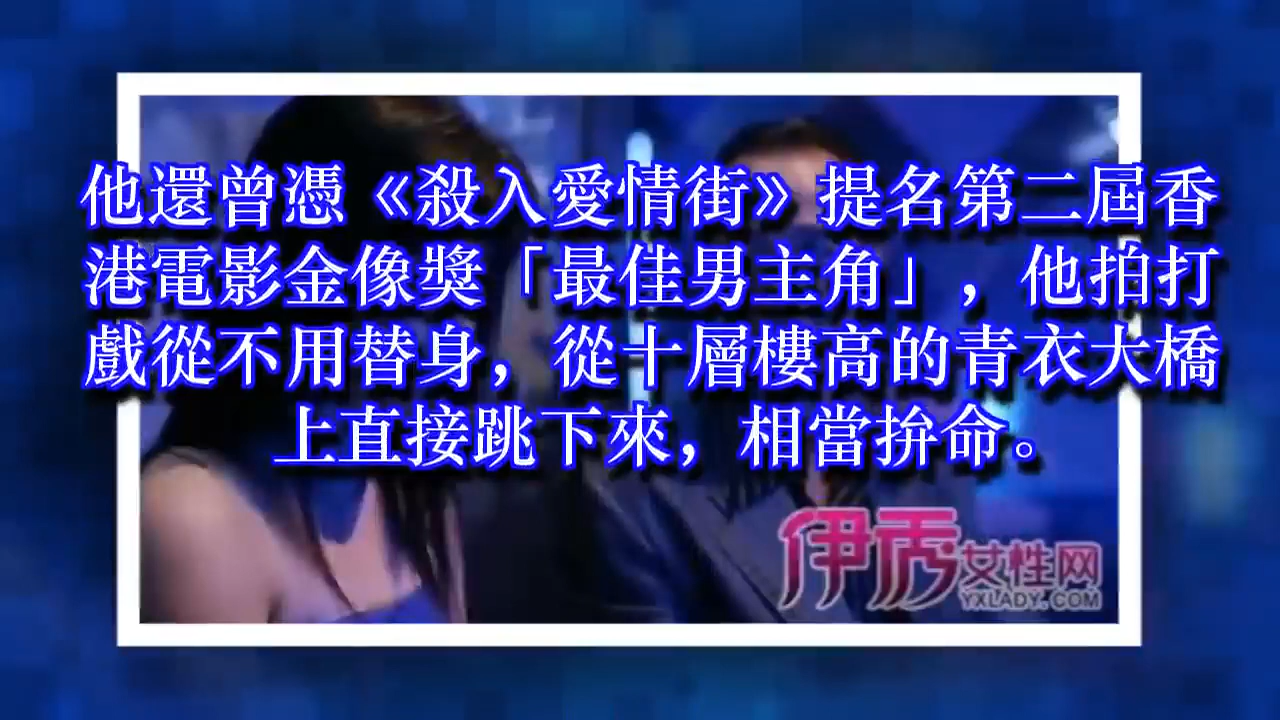 他還曾憑《殺入愛情街》提名第二屆香
港電影金像獎「最佳男主角」，他拍打
戲從不用替身，從十層樓高的青衣大橋
上直接跳下來，相當拚命。
伊秀女性网
YXLADY.COM